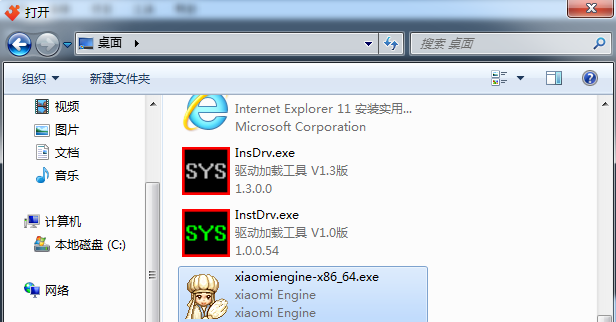 打开
桌面
搜索 桌面
组织
新建文件夹
视频
图片
文档
音乐
计算机
本地磁盘 (C:)
网络
Internet Explorer 11 安装实用...
Microsoft Corporation
SYS
InsDrv.exe
驱动加载工具 V1.3版
1.3.0.0
SYS
InstDrv.exe
驱动加载工具 V1.0版
1.0.0.54
xiaomiengine-x86_64.exe
xiaomi Engine
xiaomi Engine